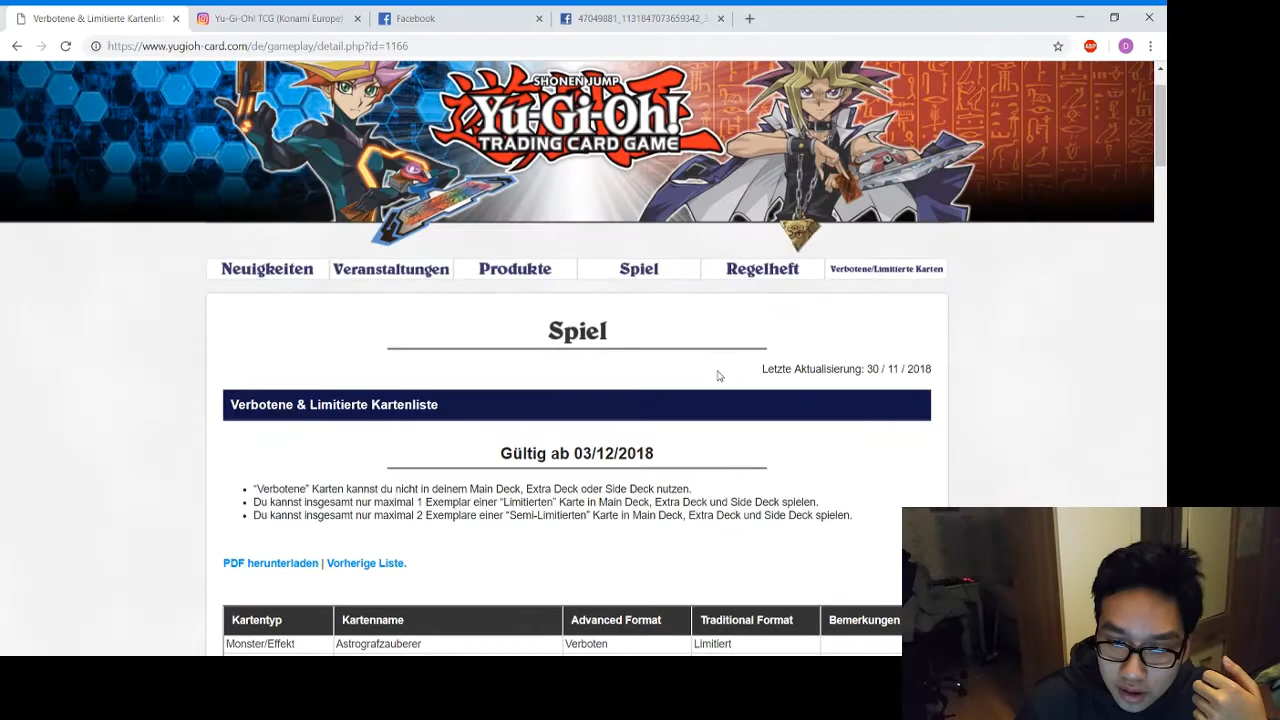 Verbotene & Limitierte Kartenlis
Yu-Gi-Oh! TCG (Konami Europe)
Facebook
47049881_1131847073659342_
https://www.yugioh-card.com/de/gameplay/detail.php?id=1166
ABP
D
SHONEN JUMP
Yu-Gi-Oh!
TRADING CARD GAME
Neuigkeiten
Veranstaltungen
Produkte
Spiel
Regelheft
Verbotene/Limitierte Karten
Spiel
Letzte Aktualisierung: 30 / 11 / 2018
Verbotene & Limitierte Kartenliste
Gültig ab 03/12/2018
• “Verbotene” Karten kannst du nicht in deinem Main Deck, Extra Deck oder Side Deck nutzen.
• Du kannst insgesamt nur maximal 1 Exemplar einer “Limitierten” Karte in Main Deck, Extra Deck und Side Deck spielen.
• Du kannst insgesamt nur maximal 2 Exemplare einer “Semi-Limitierten” Karte in Main Deck, Extra Deck und Side Deck spielen.
PDF herunterladen | Vorherige Liste.
Kartentyp Kartenname Advanced Format Traditional Format Bemerkungen
Monster/Effekt Astrografzauberer Verboten Limitiert